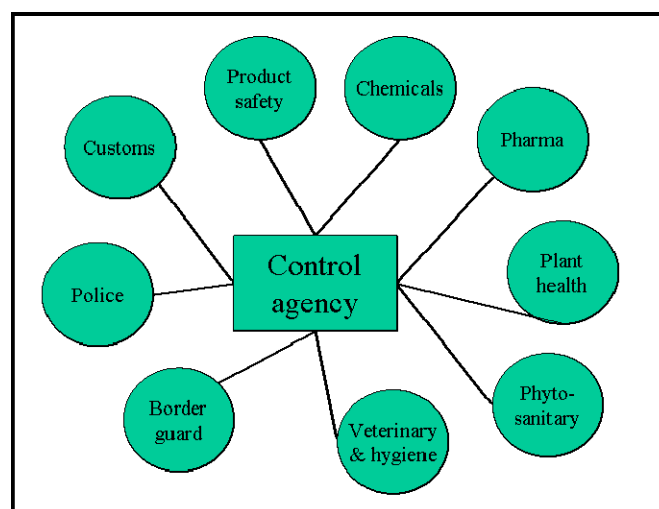 Product
safety
Chemicals
Customs
Pharma
Control
agency
Plant
health
Police
Phyto-
sanitary
Border
guard
Veterinary
& hygiene